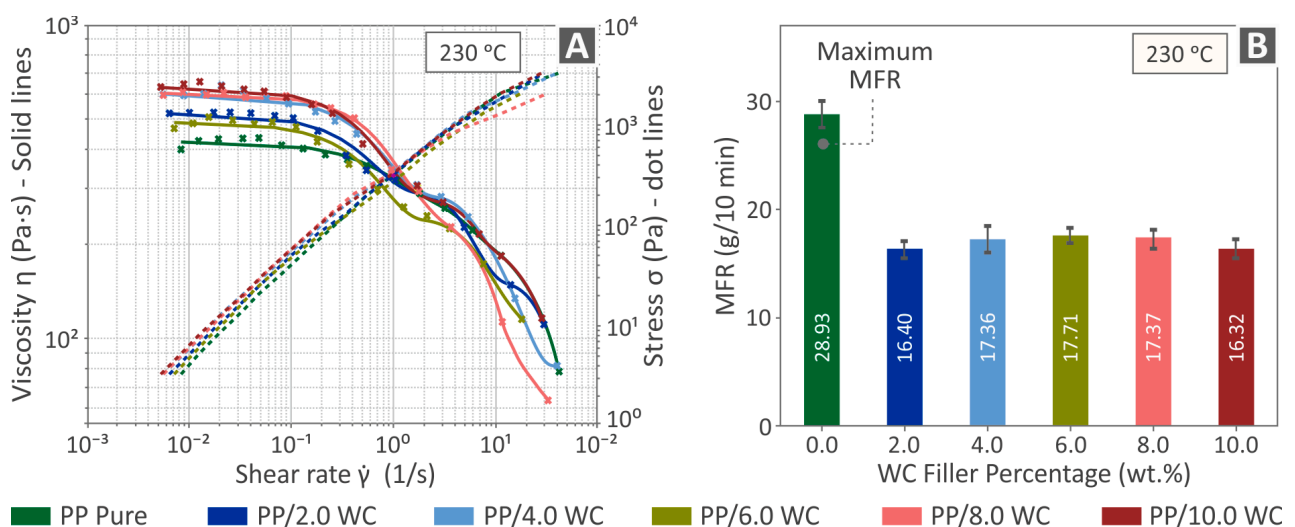 A
230 ºC
Viscosity η (Pa·s) - Solid lines
10³
10²
Stress σ (Pa) - dot lines
10⁴
10³
10²
10¹
10⁰
10⁻³
10⁻²
10⁻¹
10⁰
10¹
10⁻²
Shear rate γ̇ (1/s)
B
230 ºC
Maximum
MFR
MFR (g/10 min)
30
20
10
0
28.93
16.40
17.36
17.71
17.37
16.32
0.0
2.0
4.0
6.0
8.0
10.0
WC Filler Percentage (wt.%)
PP Pure
PP/2.0 WC
PP/4.0 WC
PP/6.0 WC
PP/8.0 WC
PP/10.0 WC